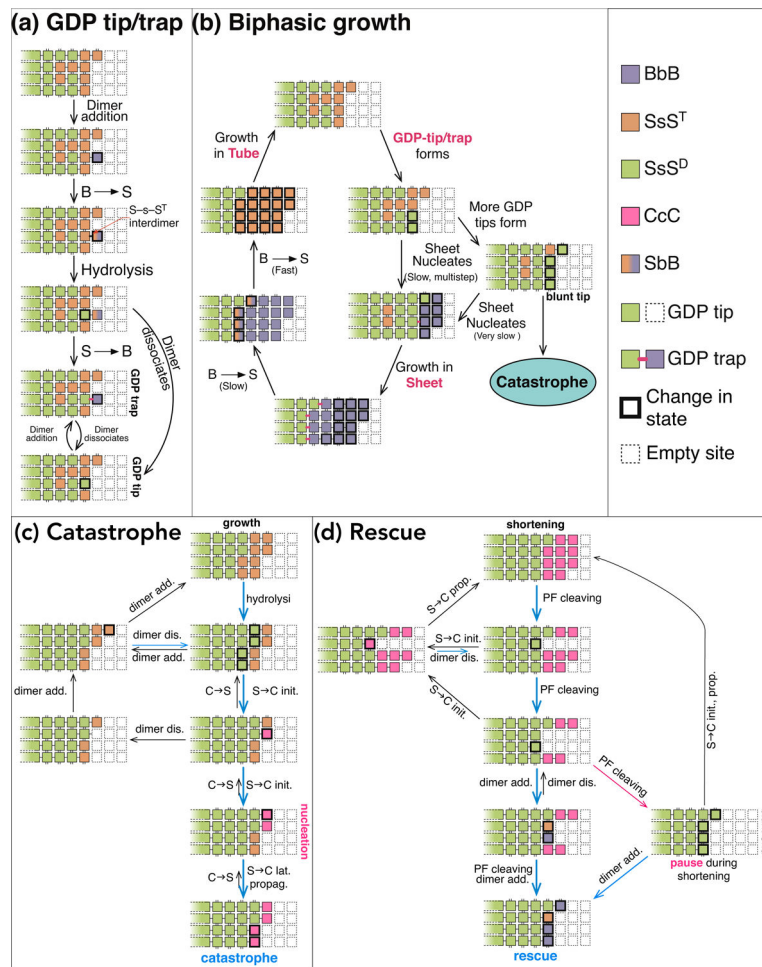 (a) GDP tip/trap
Dimer
addition
B → S
S–s–Sᵀ
interdimer
Hydrolysis
S → B
Dimer
dissociates
GDP trap
Dimer
addition
Dimer
dissociates
GDP tip
(b) Biphasic growth
Growth
in Tube
GDP-tip/trap
forms
More GDP
tips form
B → S
(Fast)
Sheet
Nucleates
(Slow, multistep)
blunt tip
Sheet
Nucleates
(Very slow )
B → S
(Slow)
Growth in
Sheet
Catastrophe
BbB
SsSᵀ
SsSᴰ
CcC
SbB
GDP tip
GDP trap
Change in
state
Empty site
(c) Catastrophe
growth
hydrolysi
dimer add.
dimer dis.
dimer add.
C→S
S→C init.
dimer add.
dimer dis.
C→S
S→C init.
nucleation
C→S
S→C lat.
propag.
catastrophe
(d) Rescue
shortening
S→C prop.
PF cleaving
S→C init.
dimer dis.
S→C init.
PF cleaving
S→C init., prop.
dimer add.
dimer dis.
PF cleaving
PF cleaving
dimer add.
dimer add.
pause during
shortening
rescue